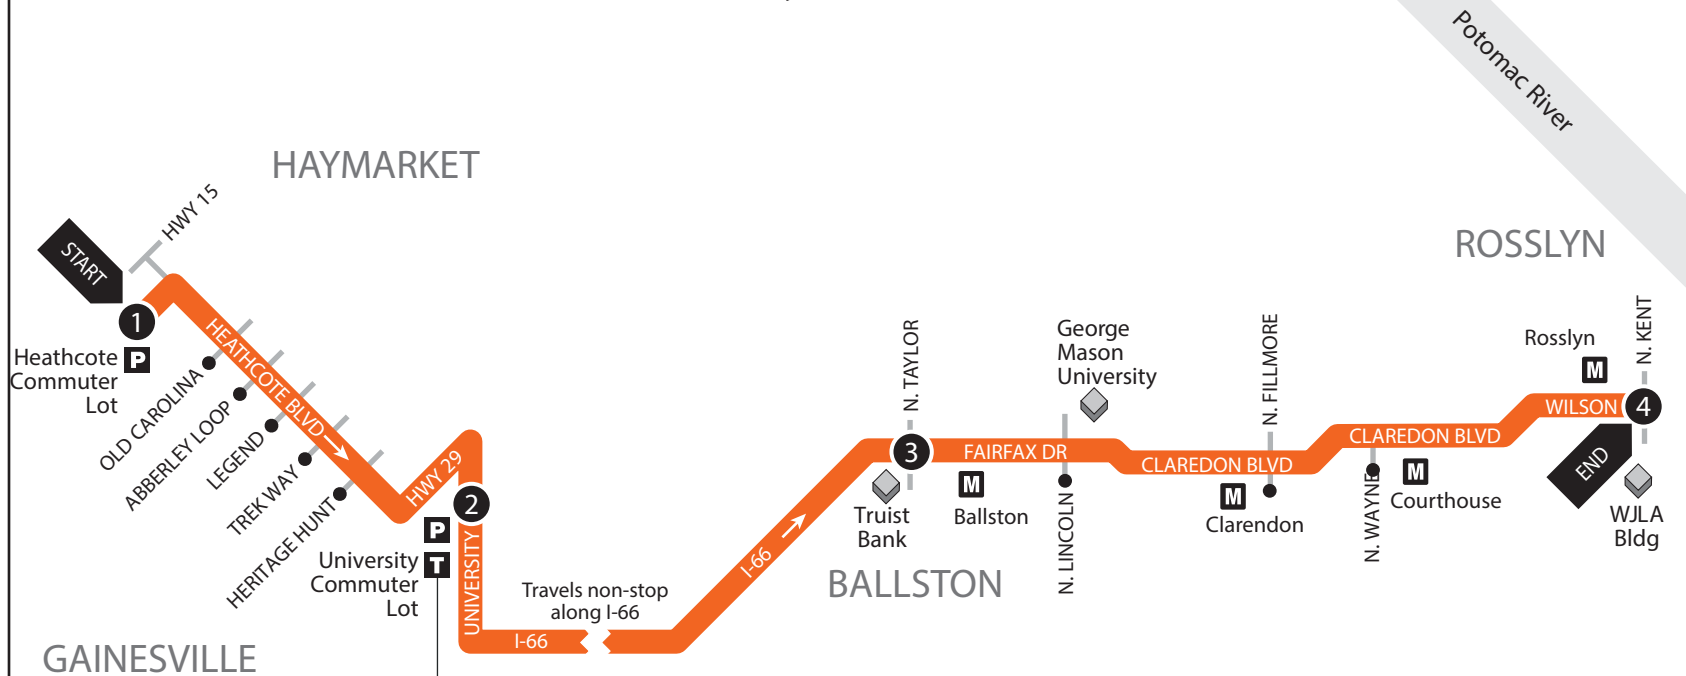 Potomac River
HAYMARKET
HWY 15
START
ROSSLYN
1
Heathcote
Commuter
Lot
P
HEATHCOTE BLVD
OLD CAROLINA
ABBERLEY LOOP
LEGEND
TREK WAY
HERITAGE HUNT
HWY 29
2
P
T
University
Commuter
Lot
UNIVERSITY
GAINESVILLE
I-66
Travels non-stop
along I-66
I-66
N. TAYLOR
3
Truist
Bank
BALLSTON
FAIRFAX DR
M
Ballston
George
Mason
University
N. LINCOLN
CLAREDON BLVD
N. FILLMORE
M
Clarendon
CLAREDON BLVD
N. WAYNE
M
Courthouse
Rosslyn
M
WILSON
N. KENT
4
END
WJLA
Bldg